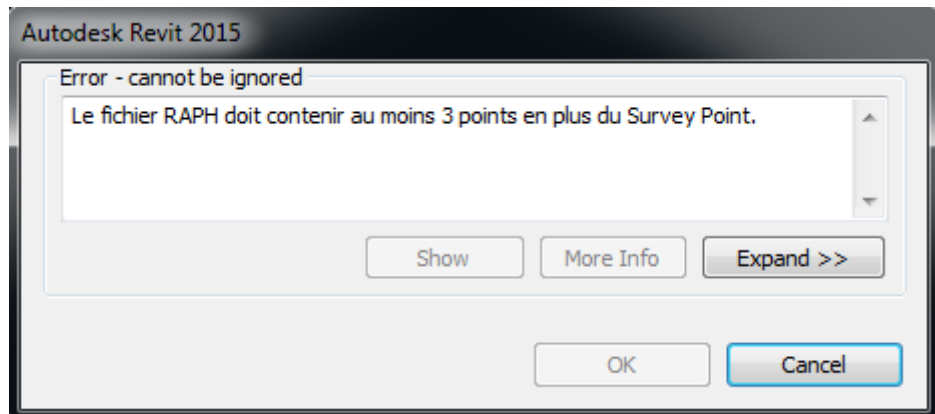 Autodesk Revit 2015
Error - cannot be ignored
Le fichier RAPH doit contenir au moins 3 points en plus du Survey Point.
Show More Info Expand >>
OK Cancel